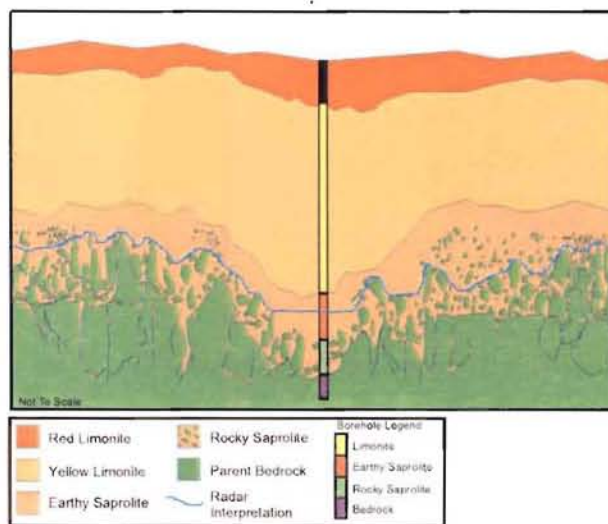 Not To Scale
Red Limonite
Yellow Limonite
Earthy Saprolite
Rocky Saprolite
Parent Bedrock
Radar
Interpretation
Borehole Legend
Limonite
Earthy Saprolite
Rocky Saprolite
Bedrock